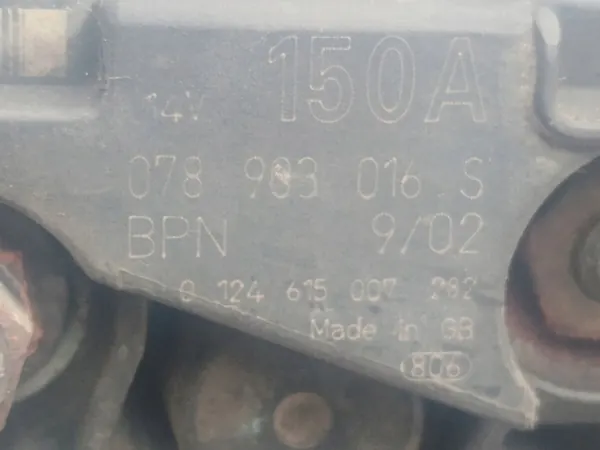 14V 150A
078 903 016 S
BPN 9/02
0 124 615 007 282
Made in GB
806